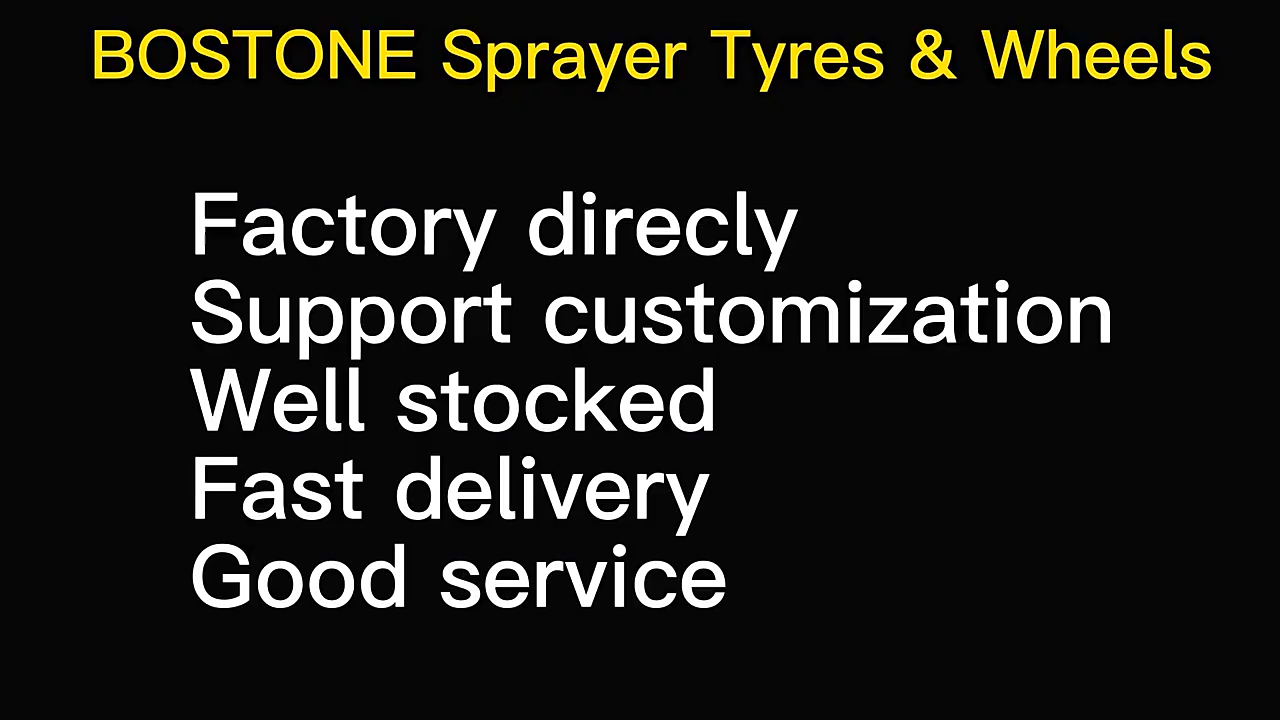 BOSTONE Sprayer Tyres & Wheels
Factory direcly
Support customization
Well stocked
Fast delivery
Good service